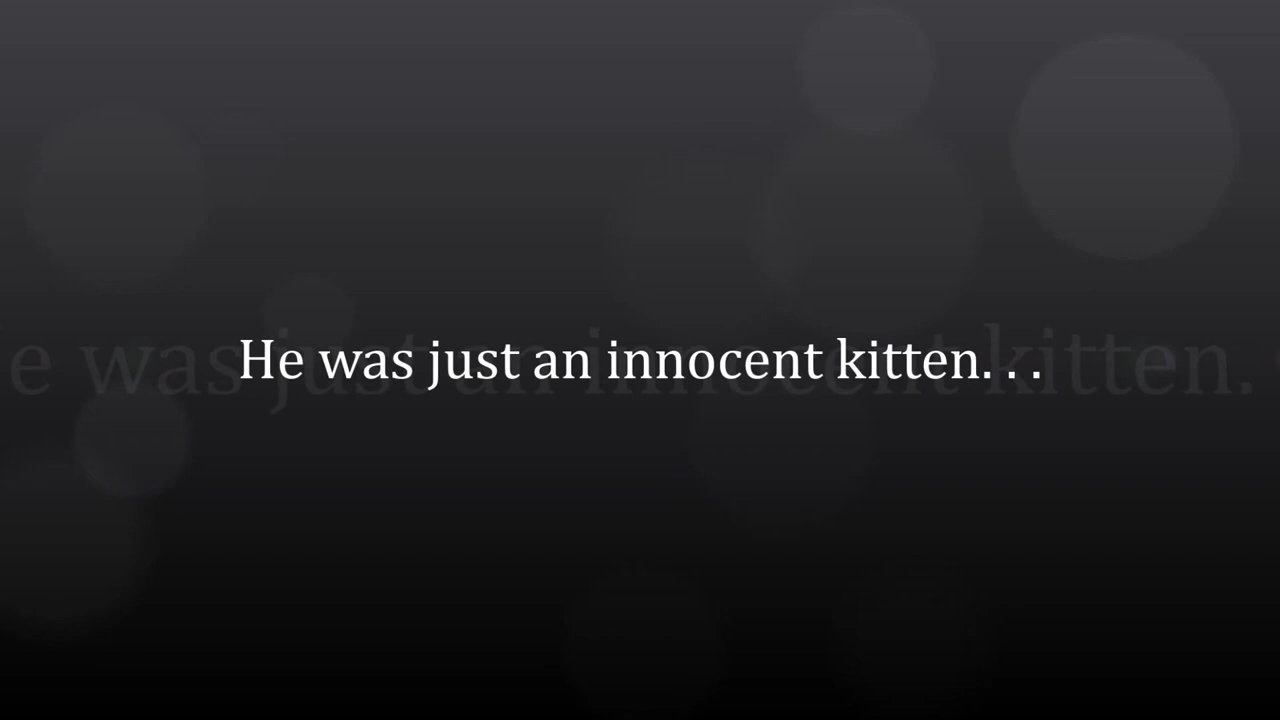 He was just an innocent kitten. . .